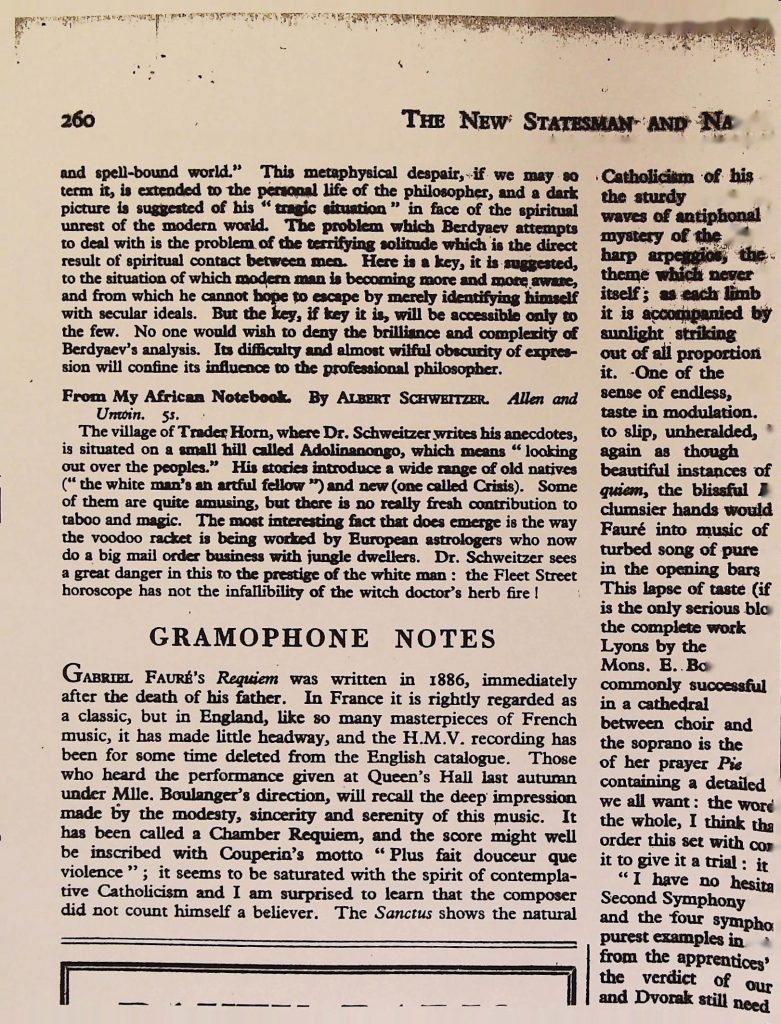 260
THE NEW STATESMAN AND NA
and spell-bound world." This metaphysical despair, if we may so
term it, is extended to the personal life of the philosopher, and a dark
picture is suggested of his "tragic situation" in face of the spiritual
unrest of the modern world. The problem which Berdyaev attempts
to deal with is the problem of the terrifying solitude which is the direct
result of spiritual contact between men. Here is a key, it is suggested,
to the situation of which modern man is becoming more and more aware,
and from which he cannot hope to escape by merely identifying himself
with secular ideals. But the key, if key it is, will be accessible only to
the few. No one would wish to deny the brilliance and complexity of
Berdyaev's analysis. Its difficulty and almost wilful obscurity of expres-
sion will confine its influence to the professional philosopher.
From My African Notebook. By ALBERT SCHWEITZER. Allen and
Unwin. 5s.
The village of Trader Horn, where Dr. Schweitzer writes his anecdotes,
is situated on a small hill called Adolinanongo, which means "looking
out over the peoples." His stories introduce a wide range of old natives
("the white man's an artful fellow") and new (one called Crisis). Some
of them are quite amusing, but there is no really fresh contribution to
taboo and magic. The most interesting fact that does emerge is the way
the voodoo racket is being worked by European astrologers who now
do a big mail order business with jungle dwellers. Dr. Schweitzer sees
a great danger in this to the prestige of the white man : the Fleet Street
horoscope has not the infallibility of the witch doctor's herb fire !
GRAMOPHONE NOTES
GABRIEL FAURÉ'S Requiem was written in 1886, immediately
after the death of his father. In France it is rightly regarded as
a classic, but in England, like so many masterpieces of French
music, it has made little headway, and the H.M.V. recording has
been for some time deleted from the English catalogue. Those
who heard the performance given at Queen's Hall last autumn
under Mlle. Boulanger's direction, will recall the deep impression
made by the modesty, sincerity and serenity of this music. It
has been called a Chamber Requiem, and the score might well
be inscribed with Couperin's motto "Plus fait douceur que
violence" ; it seems to be saturated with the spirit of contempla-
tive Catholicism and I am surprised to learn that the composer
did not count himself a believer. The Sanctus shows the natural
Catholicism of his
the sturdy
waves of antiphonal
mystery of the
harp arpeggios, the
theme which never
itself ; as each limb
it is accompanied by
sunlight striking
out of all proportion
it. One of the
sense of endless,
taste in modulation.
to slip, unheralded,
again as though
beautiful instances of
quiem, the blissful
clumsier hands would
Fauré into music of
turbed song of pure
in the opening bars
This lapse of taste (if
is the only serious blo
the complete work
Lyons by the
Mons. E. Bo
commonly successful
in a cathedral
between choir and
the soprano is the
of her prayer Pie
containing a detailed
we all want : the word
the whole, I think tha
order this set with con
it to give it a trial : it
"I have no hesita
Second Symphony
and the four sympho
purest examples in
from the apprentices'
the verdict of our
and Dvorak still need